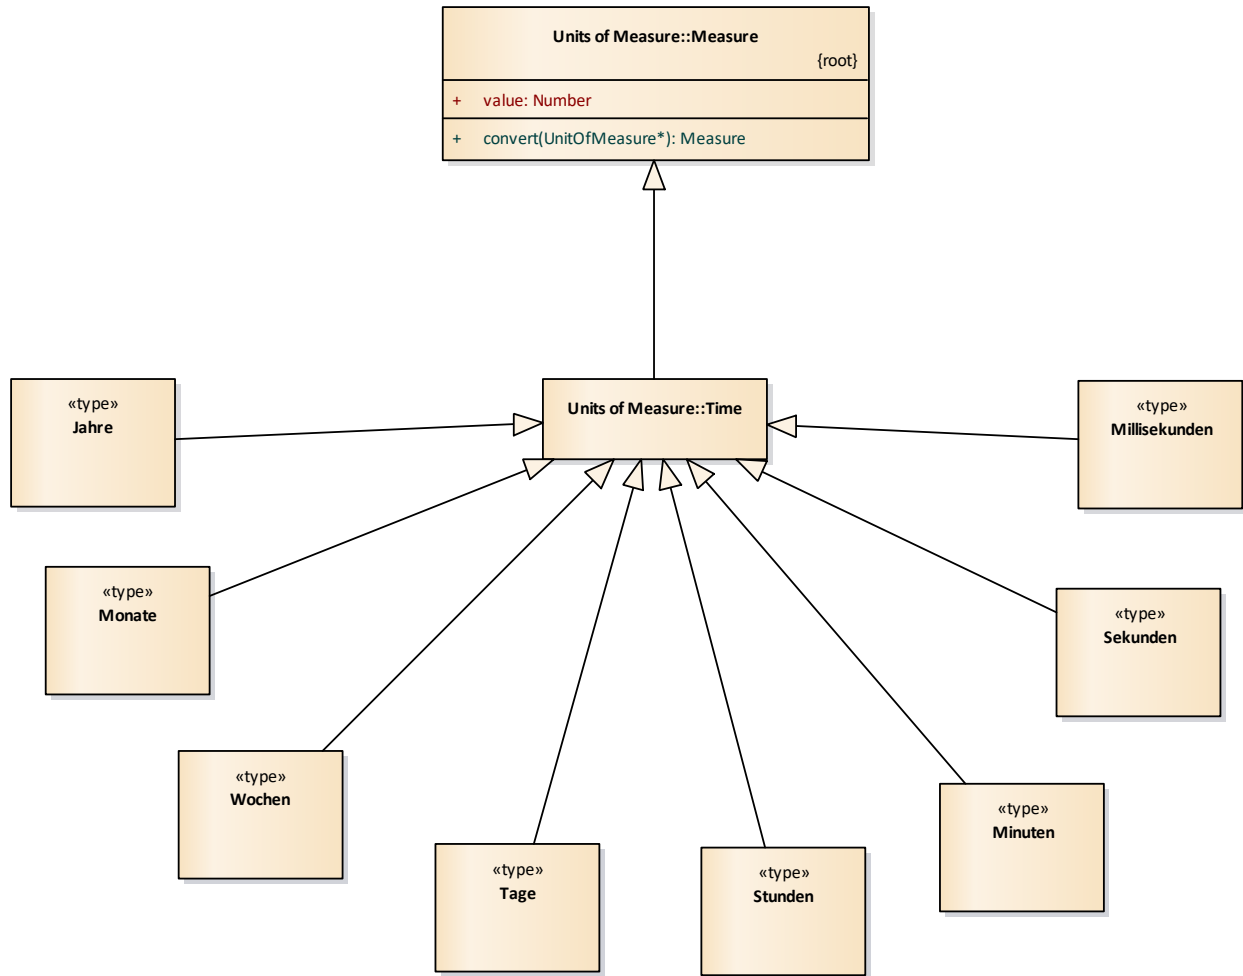 Units of Measure::Measure
{root}
+ value: Number
+ convert(UnitOfMeasure*): Measure
«type»
Jahre
Units of Measure::Time
«type»
Millisekunden
«type»
Monate
«type»
Sekunden
«type»
Wochen
«type»
Minuten
«type»
Tage
«type»
Stunden